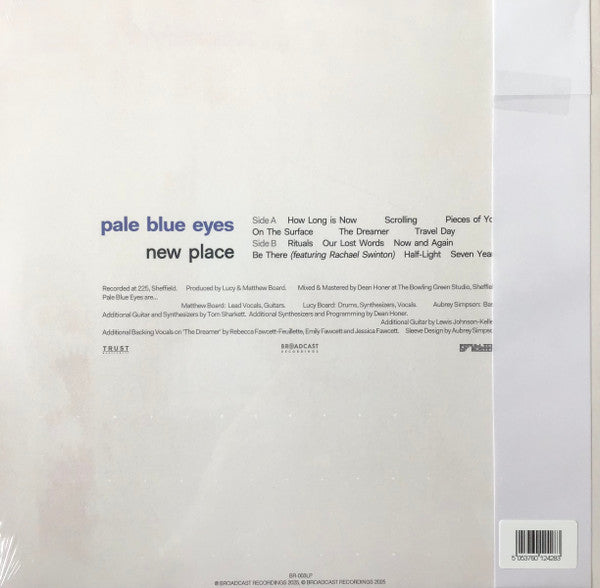 pale blue eyes
new place
Side A How Long is Now Scrolling Pieces of Yo
On The Surface The Dreamer Travel Day
Side B Rituals Our Lost Words Now and Again
Be There (featuring Rachael Swinton) Half-Light Seven Year
Recorded at 225, Sheffield. Produced by Lucy & Matthew Board. Mixed & Mastered by Dean Honer at The Bowling Green Studio, Sheffie
Pale Blue Eyes are...
Matthew Board: Lead Vocals, Guitars. Lucy Board: Drums, Synthesizers, Vocals. Aubrey Simpson: Bas
Additional Guitar and Synthesizers by Tom Sharkett. Additional Synthesizers and Programming by Dean Honer.
Additional Guitar by Lewis Johnson-Kelle
Additional Backing Vocals on 'The Dreamer' by Rebecca Fawcett-Feuillette, Emily Fawcett and Jessica Fawcett. Sleeve Design by Aubrey Simpso
TRUST
BROADCAST
RECORDINGS
5 053760 124283
BR-003LP
℗ BROADCAST RECORDINGS 2025, © BROADCAST RECORDINGS 2025